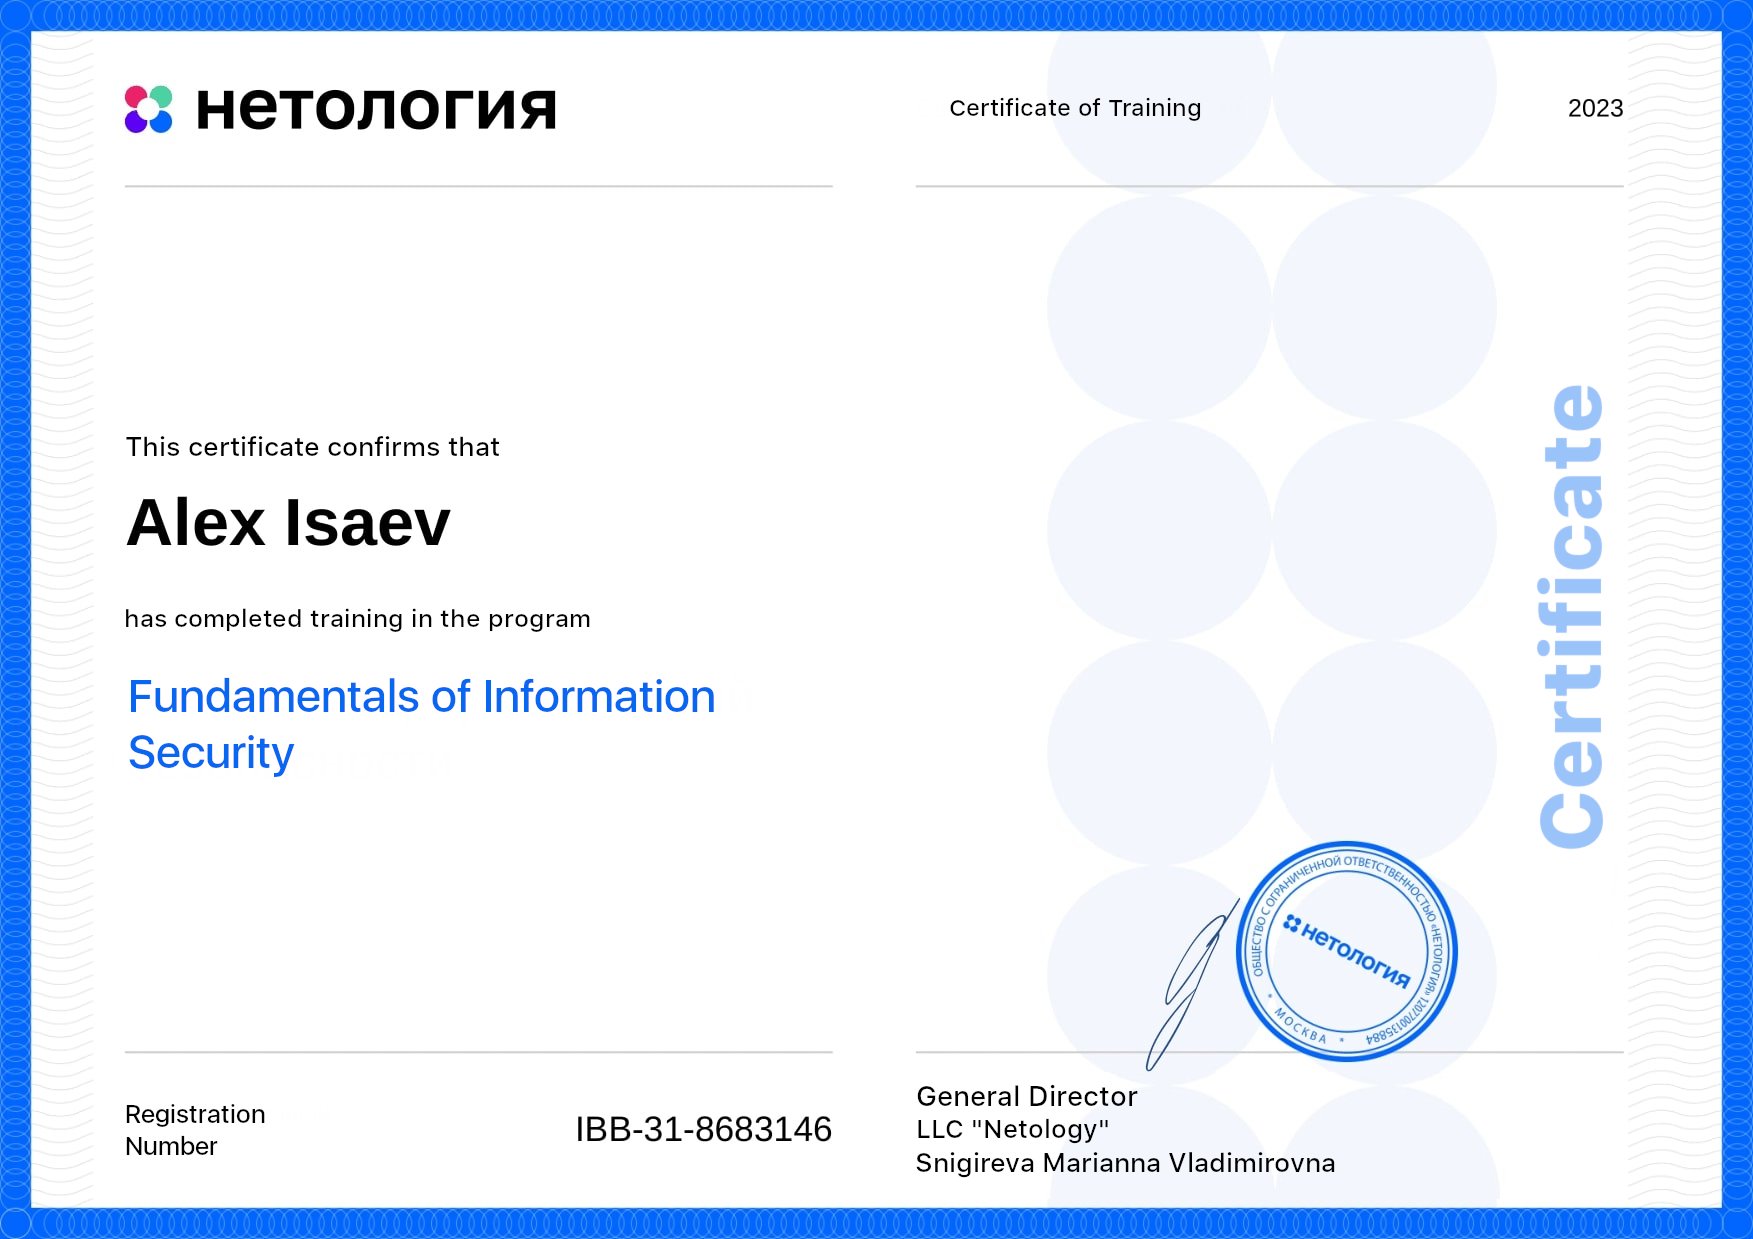 нетология
Certificate of Training
2023
This certificate confirms that
Alex Isaev
has completed training in the program
Fundamentals of Information
Security
Certificate
ОБЩЕСТВО С ОГРАНИЧЕННОЙ ОТВЕТСТВЕННОСТЬЮ «НЕТОЛОГИЯ» 1207700135884
* МОСКВА *
нетология
Registration
Number
IBB-31-8683146
General Director
LLC "Netology"
Snigireva Marianna Vladimirovna